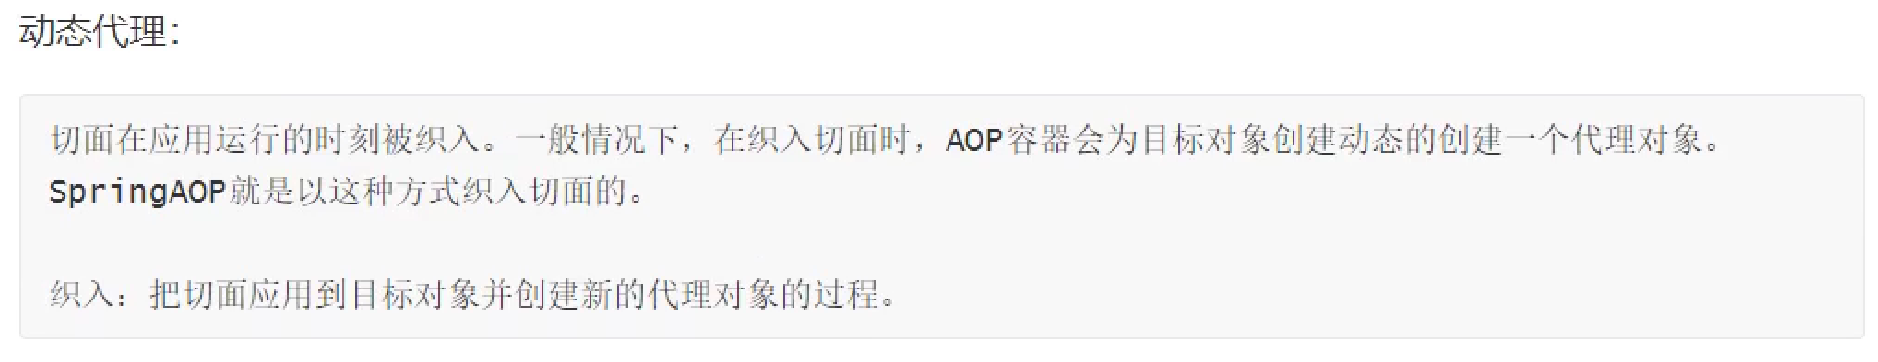 动态代理：
切面在应用运行的时刻被织入。一般情况下，在织入切面时，AOP容器会为目标对象创建动态的创建一个代理对象。
SpringAOP就是以这种方式织入切面的。
织入：把切面应用到目标对象并创建新的代理对象的过程。